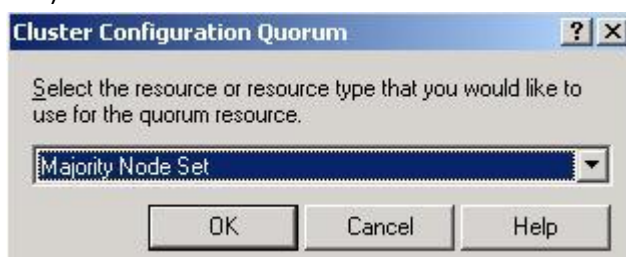 Cluster Configuration Quorum
Select the resource or resource type that you would like to
use for the quorum resource.
Majority Node Set
OK Cancel Help